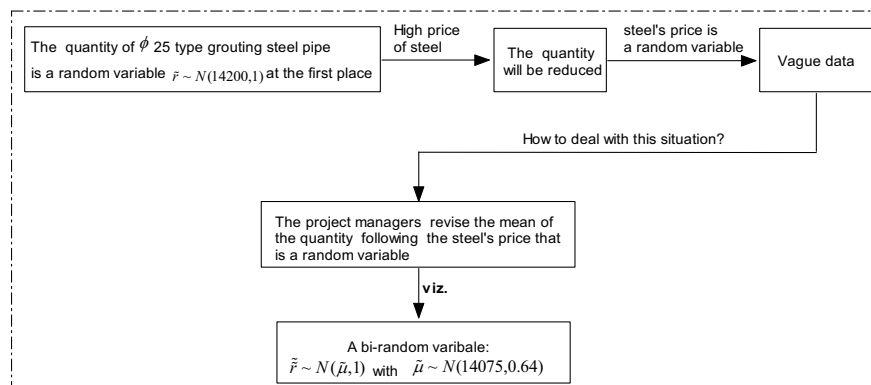 The quantity of ϕ 25 type grouting steel pipe
is a random variable r̃ ~ N(14200,1) at the first place
High price
of steel
The quantity
will be reduced
steel's price is
a random variable
Vague data
How to deal with this situation?
The project managers revise the mean of
the quantity following the steel's price that
is a random variable
viz.
A bi-random varibale:
r̃̃ ~ N(μ̃,1) with μ̃ ~ N(14075,0.64)